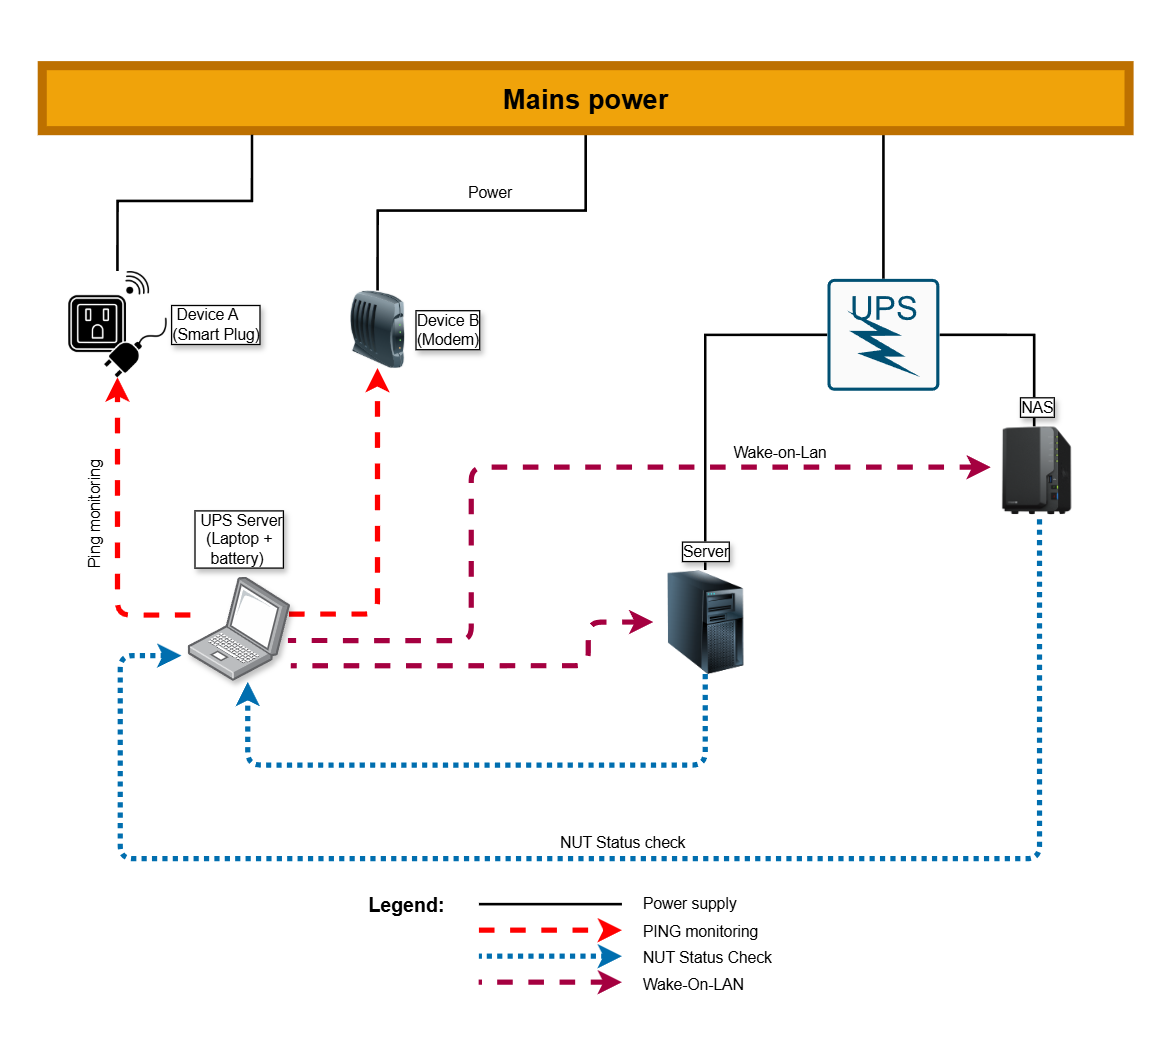 Mains power
Power
UPS
Device A
(Smart Plug)
Device B
(Modem)
NAS
Wake-on-Lan
Ping monitoring
UPS Server
(Laptop +
battery)
Server
NUT Status check
Legend:
Power supply
PING monitoring
NUT Status Check
Wake-On-LAN